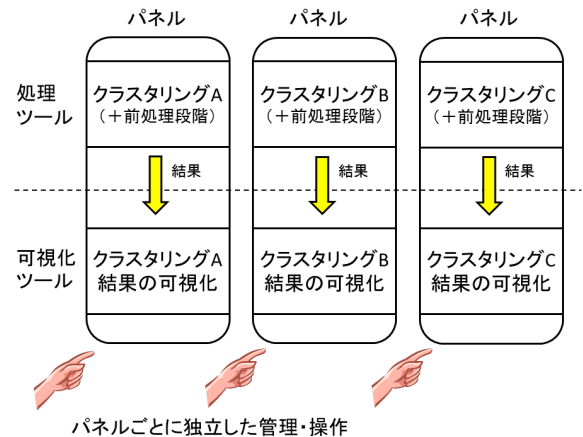 パネル
パネル
パネル
処理
ツール
クラスタリングA
（＋前処理段階）
クラスタリングB
（＋前処理段階）
クラスタリングC
（＋前処理段階）
結果
結果
結果
可視化
ツール
クラスタリングA
結果の可視化
クラスタリングB
結果の可視化
クラスタリングC
結果の可視化
パネルごとに独立した管理・操作